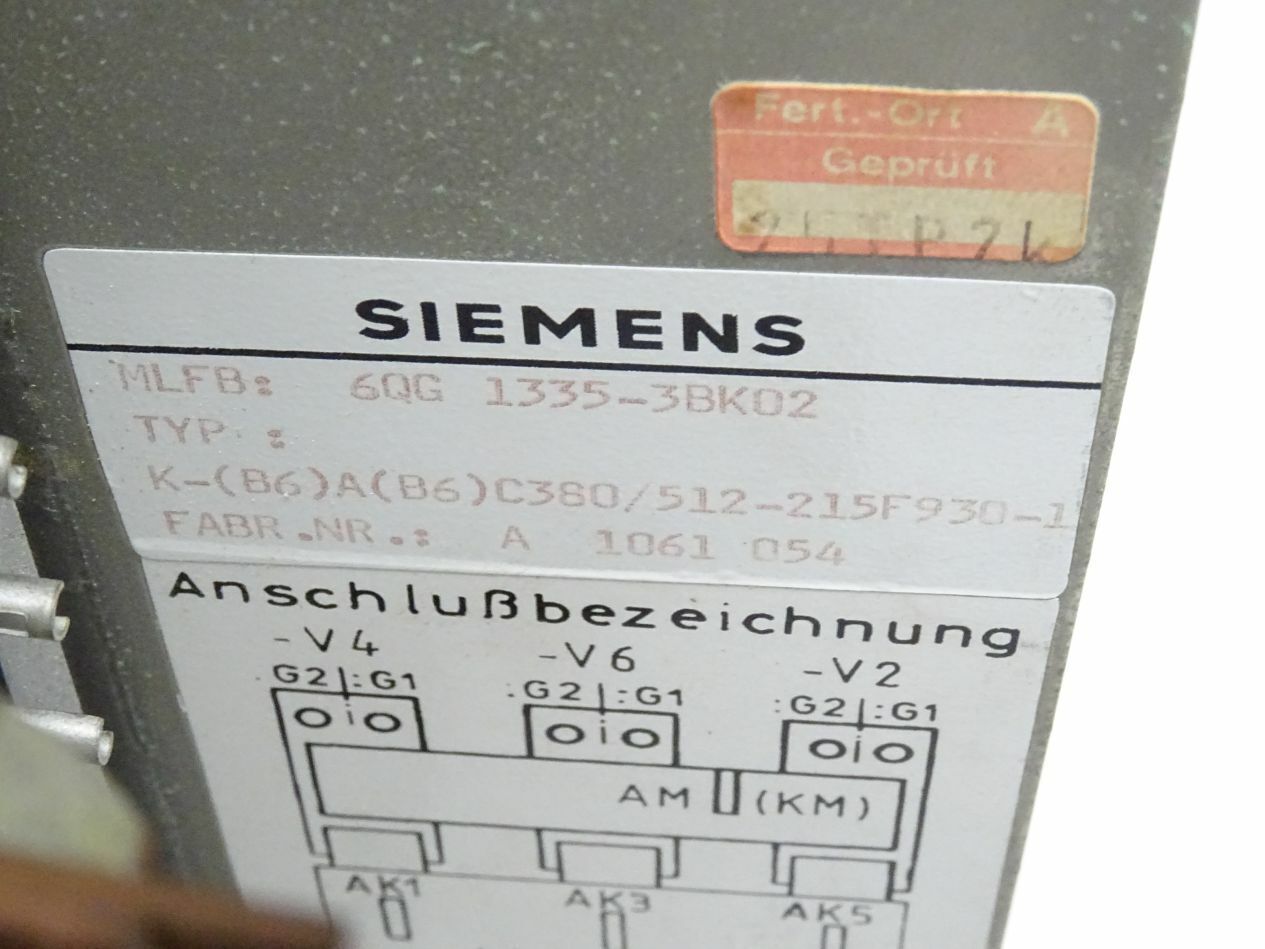 Fert.-Ort A
Geprüft
SIEMENS
MLFB: 6QG 1335-3BK02
TYP :
K-(B6)A(B6)C380/512-215F930-1
FABR.NR.: A 1061 054
Anschlußbezeichnung
-V4 -V6 -V2
:G2 :G1 :G2 :G1 :G2 :G1
AM (KM)
AK1 AK3 AK5